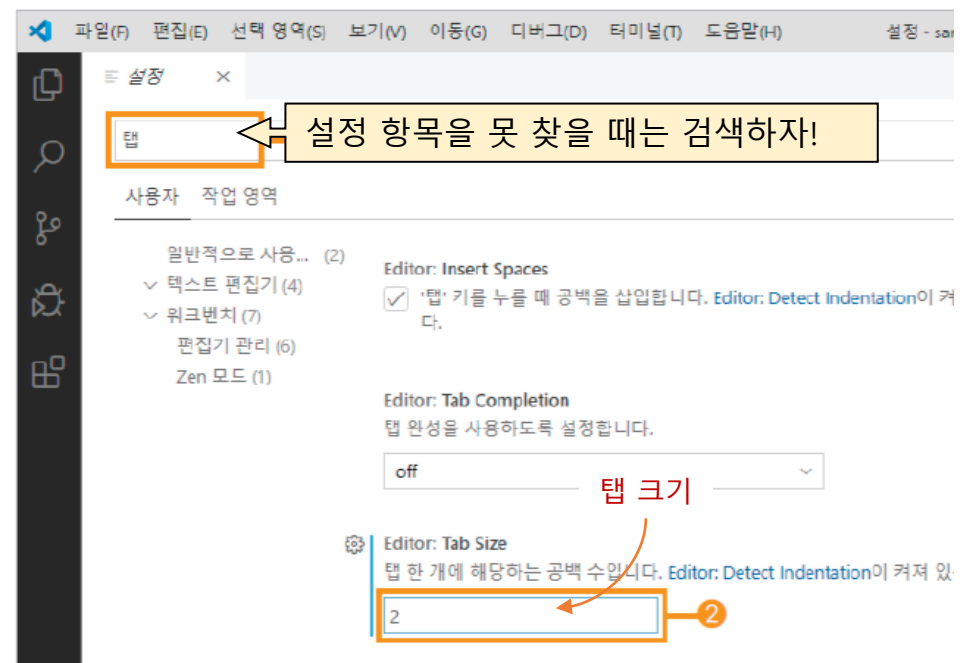 파일(F) 편집(E) 선택 영역(S) 보기(V) 이동(G) 디버그(D) 터미널(T) 도움말(H) 설정 - sar
설정
탭
설정 항목을 못 찾을 때는 검색하자!
사용자 작업 영역
일반적으로 사용... (2)
텍스트 편집기 (4)
워크벤치 (7)
편집기 관리 (6)
Zen 모드 (1)
Editor: Insert Spaces
'탭' 키를 누를 때 공백을 삽입합니다. Editor: Detect Indentation이 켜
다.
Editor: Tab Completion
탭 완성을 사용하도록 설정합니다.
off
탭 크기
Editor: Tab Size
탭 한 개에 해당하는 공백 수입니다. Editor: Detect Indentation이 켜져 있
2
2